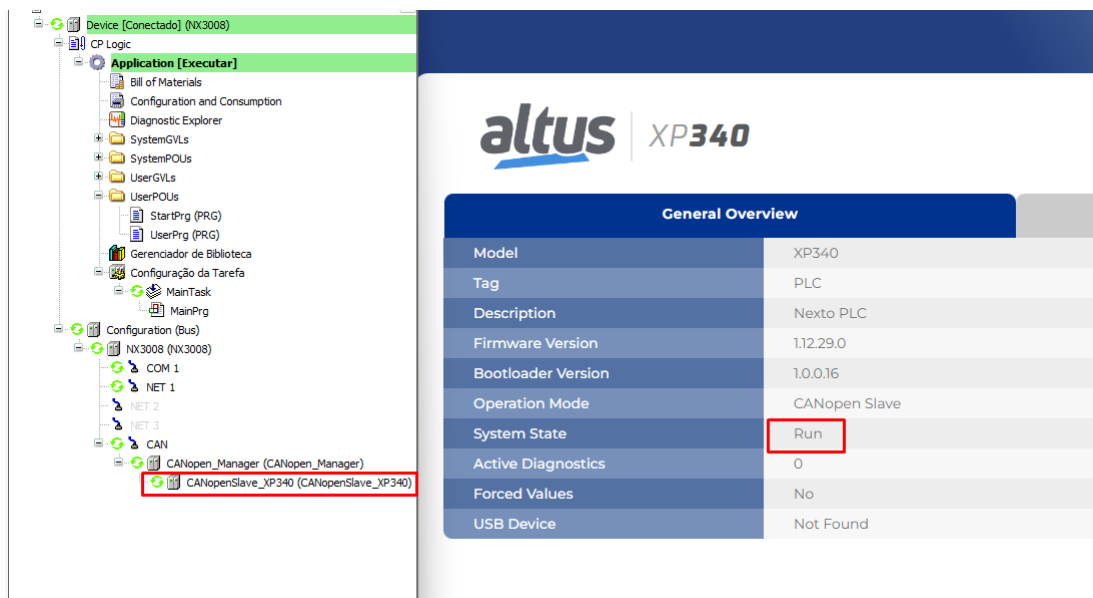 Device [Conectado] (NX3008)
CP Logic
Application [Executar]
Bill of Materials
Configuration and Consumption
Diagnostic Explorer
SystemGVLs
SystemPOUs
UserGVLs
UserPOUs
StartPrg (PRG)
UserPrg (PRG)
Gerenciador de Biblioteca
Configuração da Tarefa
MainTask
MainPrg
Configuration (Bus)
NX3008 (NX3008)
COM 1
NET 1
NET 2
NET 3
CAN
CANopen_Manager (CANopen_Manager)
CANopenSlave_XP340 (CANopenSlave_XP340)
altus XP340
General Overview
Model XP340
Tag PLC
Description Nexto PLC
Firmware Version 1.12.29.0
Bootloader Version 1.0.0.16
Operation Mode CANopen Slave
System State Run
Active Diagnostics 0
Forced Values No
USB Device Not Found